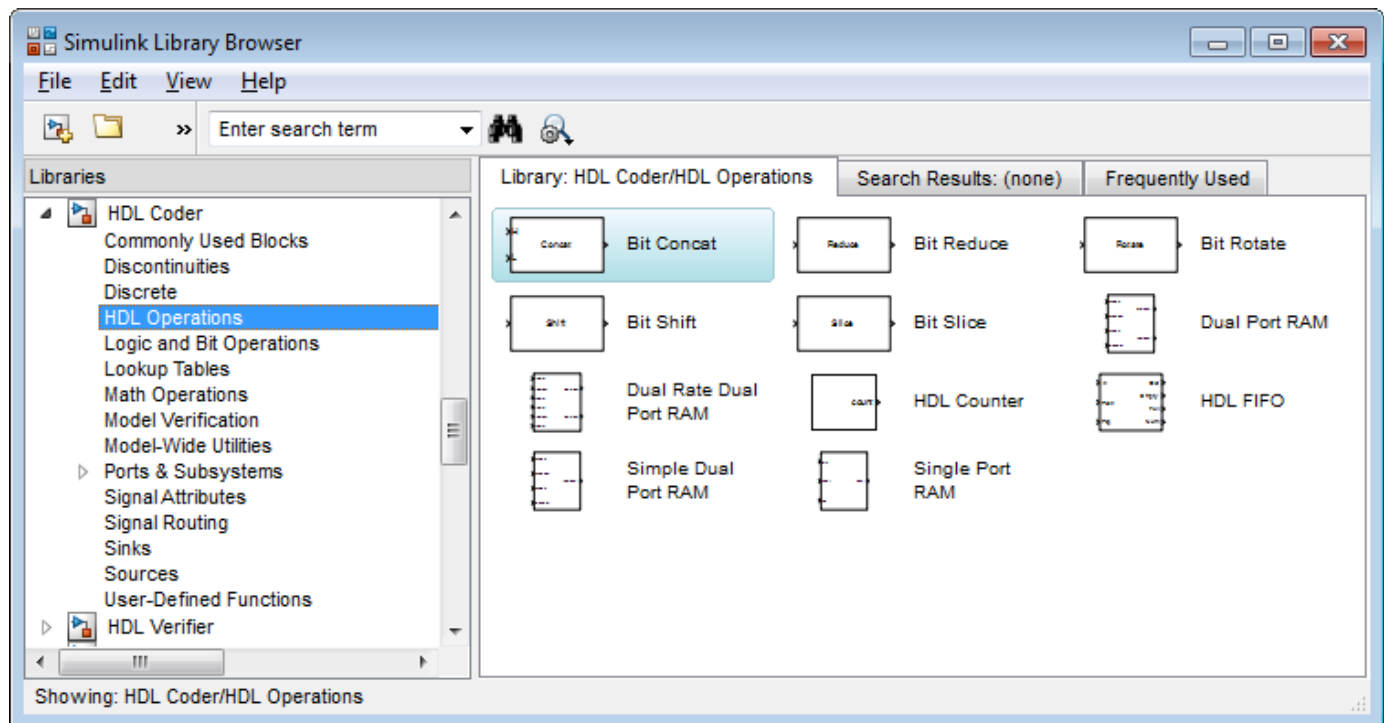 Simulink Library Browser
File Edit View Help
» Enter search term
Libraries
Library: HDL Coder/HDL Operations Search Results: (none) Frequently Used
HDL Coder
Commonly Used Blocks
Discontinuities
Discrete
HDL Operations
Logic and Bit Operations
Lookup Tables
Math Operations
Model Verification
Model-Wide Utilities
Ports & Subsystems
Signal Attributes
Signal Routing
Sinks
Sources
User-Defined Functions
HDL Verifier
Concat Bit Concat Reduce Bit Reduce Rotate Bit Rotate
Shift Bit Shift Slice Bit Slice Dual Port RAM
Dual Rate Dual
Port RAM
count HDL Counter HDL FIFO
Simple Dual
Port RAM
Single Port
RAM
Showing: HDL Coder/HDL Operations